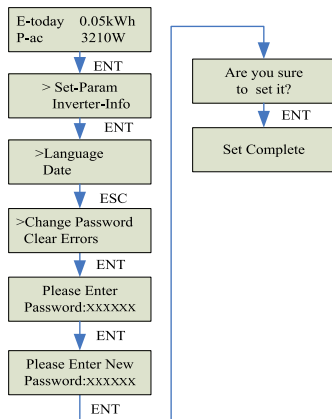 E-today 0.05kWh
P-ac 3210W
ENT
> Set-Param
Inverter-Info
ENT
>Language
Date
ESC
>Change Password
Clear Errors
ENT
Please Enter
Password:XXXXXX
ENT
Please Enter New
Password:XXXXXX
ENT
Are you sure
to set it?
ENT
Set Complete